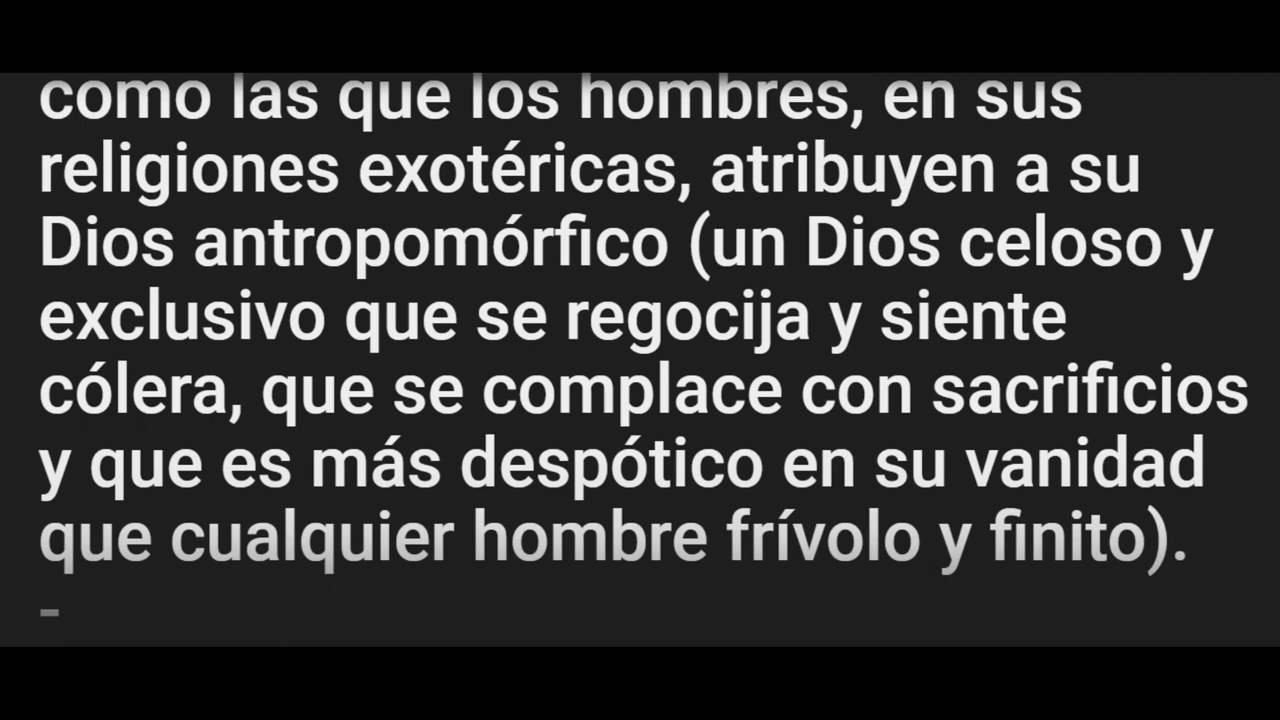 como las que los hombres, en sus
religiones exotéricas, atribuyen a su
Dios antropomórfico (un Dios celoso y
exclusivo que se regocija y siente
cólera, que se complace con sacrificios
y que es más despótico en su vanidad
que cualquier hombre frívolo y finito).
-